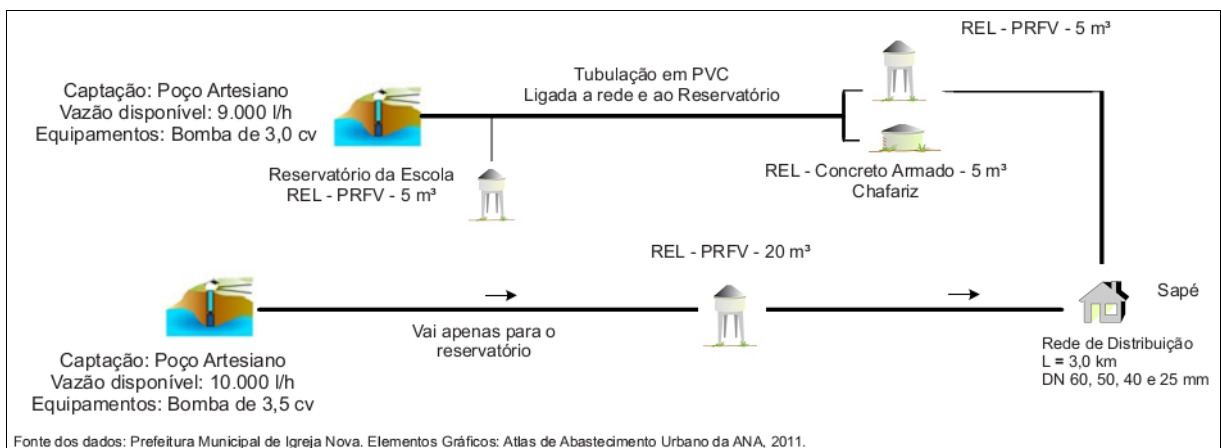 REL - PRFV - 5 m³
Captação: Poço Artesiano
Vazão disponível: 9.000 l/h
Equipamentos: Bomba de 3,0 cv
Tubulação em PVC
Ligada a rede e ao Reservatório
Reservatório da Escola
REL - PRFV - 5 m³
REL - Concreto Armado - 5 m³
Chafariz
REL - PRFV - 20 m³
Vai apenas para o
reservatório
Captação: Poço Artesiano
Vazão disponível: 10.000 l/h
Equipamentos: Bomba de 3,5 cv
Sapé
Rede de Distribuição
L = 3,0 km
DN 60, 50, 40 e 25 mm
Fonte dos dados: Prefeitura Municipal de Igreja Nova. Elementos Gráficos: Atlas de Abastecimento Urbano da ANA, 2011.